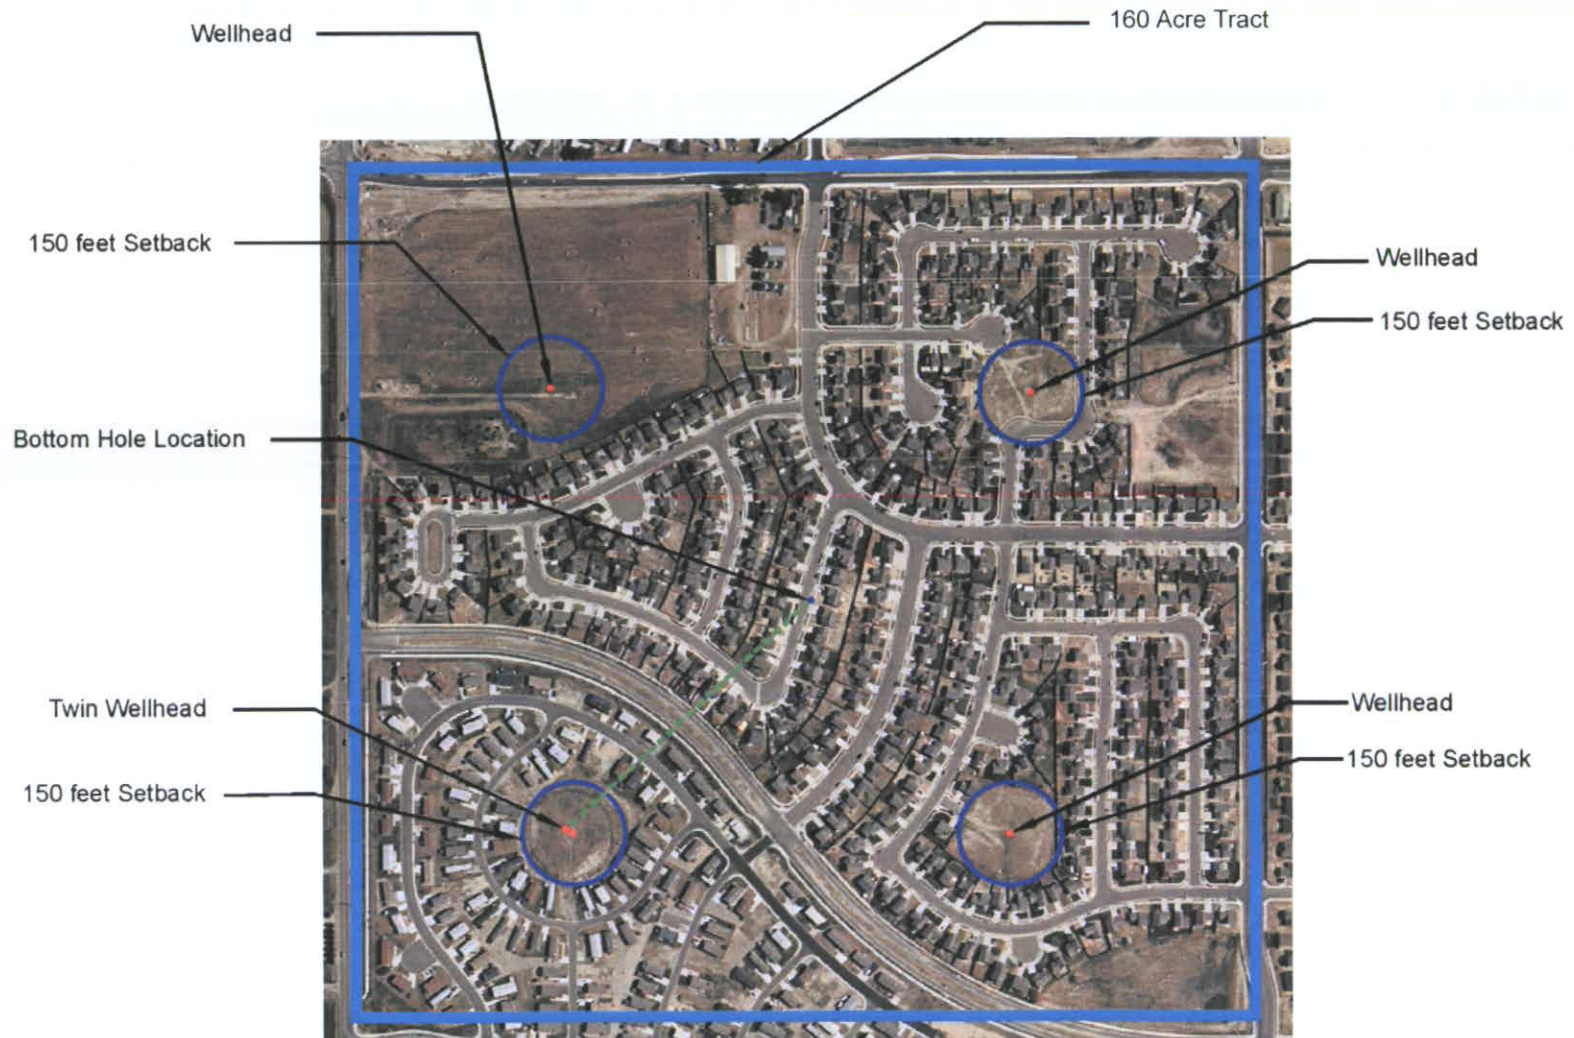 160 Acre Tract
Wellhead
150 feet Setback
Wellhead
150 feet Setback
Bottom Hole Location
Twin Wellhead
Wellhead
150 feet Setback
150 feet Setback